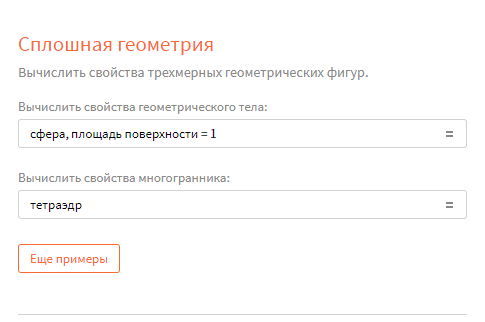 Сплошная геометрия
Вычислить свойства трехмерных геометрических фигур.
Вычислить свойства геометрического тела:
сфера, площадь поверхности = 1 =
Вычислить свойства многогранника:
тетраэдр =
Еще примеры